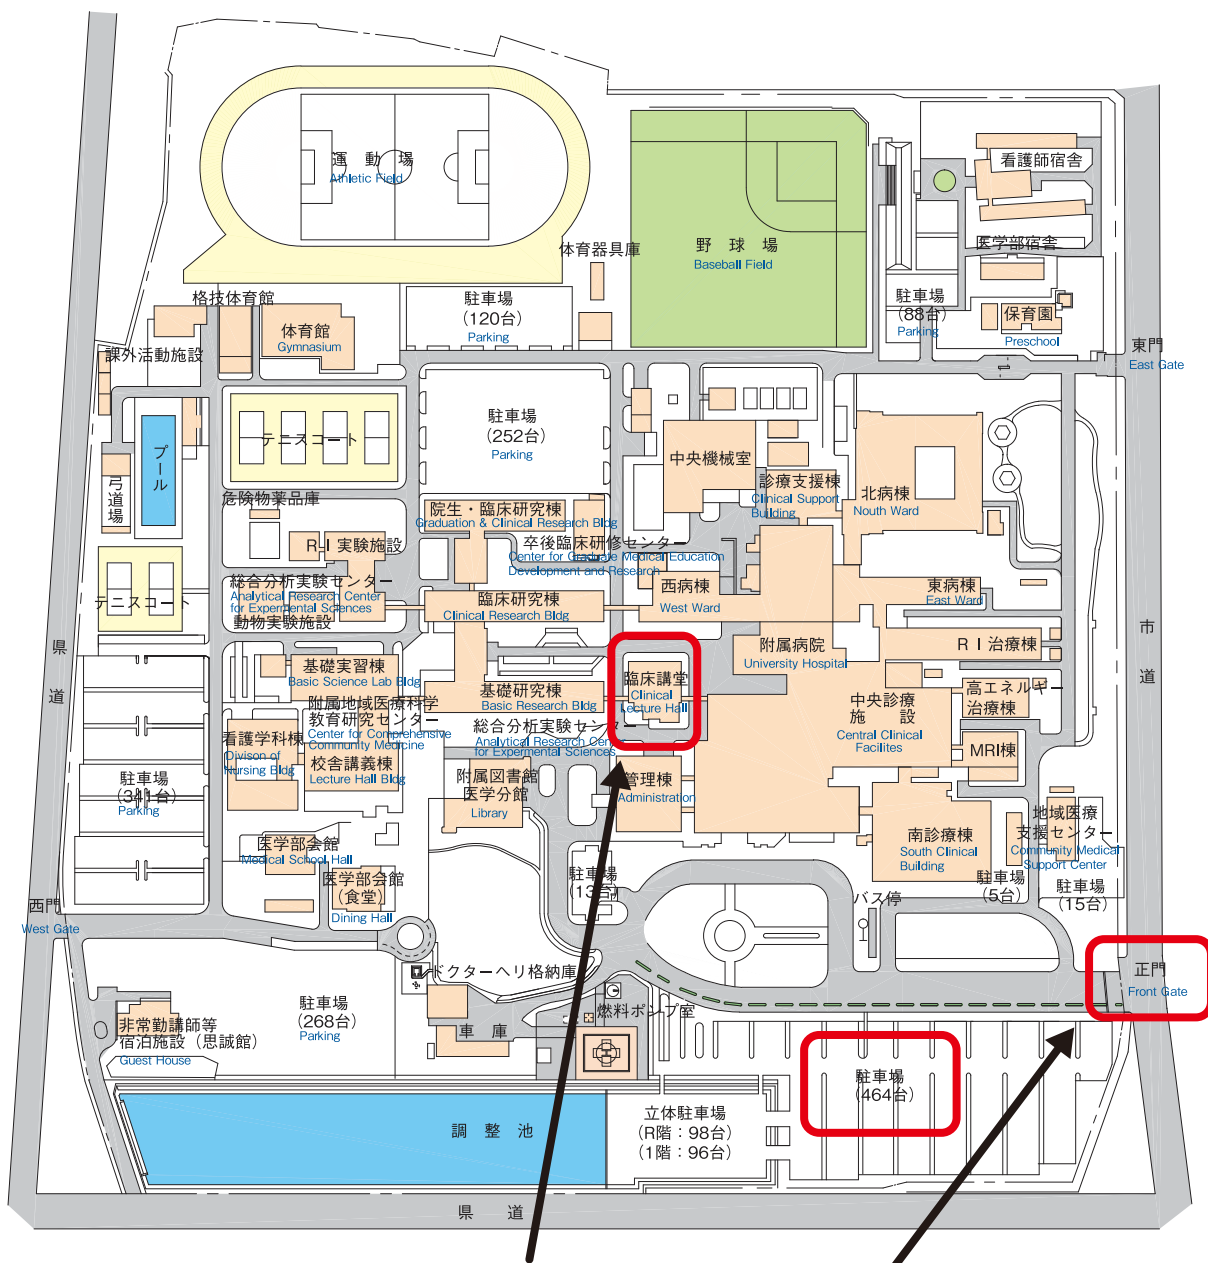 運動場
Athletic Field
体育器具庫
野球場
Baseball Field
看護師宿舎
医学部宿舎
駐車場
(88台)
Parking
保育園
Preschool
東門
East Gate
格技体育館
体育館
Gymnasium
課外活動施設
駐車場
(120台)
Parking
テニスコート
プール
弓道場
駐車場
(252台)
Parking
中央機械室
診療支援棟
Clinical Support
Building
北病棟
Nouth Ward
危険物薬品庫
院生・臨床研究棟
Graduation & Clinical Research Bldg
RI実験施設
卒後臨床研修センター
Center for Graduate Medical Education
Development and Research
テニスコート
総合分析実験センター
Analytical Research Center
for Expermental Sciences
動物実験施設
臨床研究棟
Clinical Research Bldg
西病棟
West Ward
東病棟
East Ward
附属病院
University Hospital
RI治療棟
県道
市道
基礎実習棟
Basic Science Lab Bldg
基礎研究棟
Basic Research Bldg
臨床講堂
Clinical
Lecture Hall
中央診療
施設
Central Clinical
Facilites
高エネルギー
治療棟
MRI棟
附属地域医療科学
教育研究センター
Center for Comprehensive
Community Medicine
看護学科棟
Divison of
Nursing Bldg
校舎講義棟
Lecture Hall Bldg
総合分析実験センター
Analytical Research Center
for Expermental Sciences
附属図書館
医学分館
Library
管理棟
Administration
駐車場
(341台)
Parking
南診療棟
South Clinical
Building
地域医療
支援センター
Community Medical
Support Center
医学部会館
Medical School Hall
医学部会館
(食堂)
Dining Hall
駐車場
(13台)
バス停
駐車場
(5台)
駐車場
(15台)
西門
West Gate
正門
Front Gate
ドクターヘリ格納庫
駐車場
(268台)
Parking
車庫
燃料ポンプ室
非常勤講師等
宿泊施設(思誠館)
Guest House
駐車場
(464台)
調整池
立体駐車場
(R階:98台)
(1階:96台)
県道